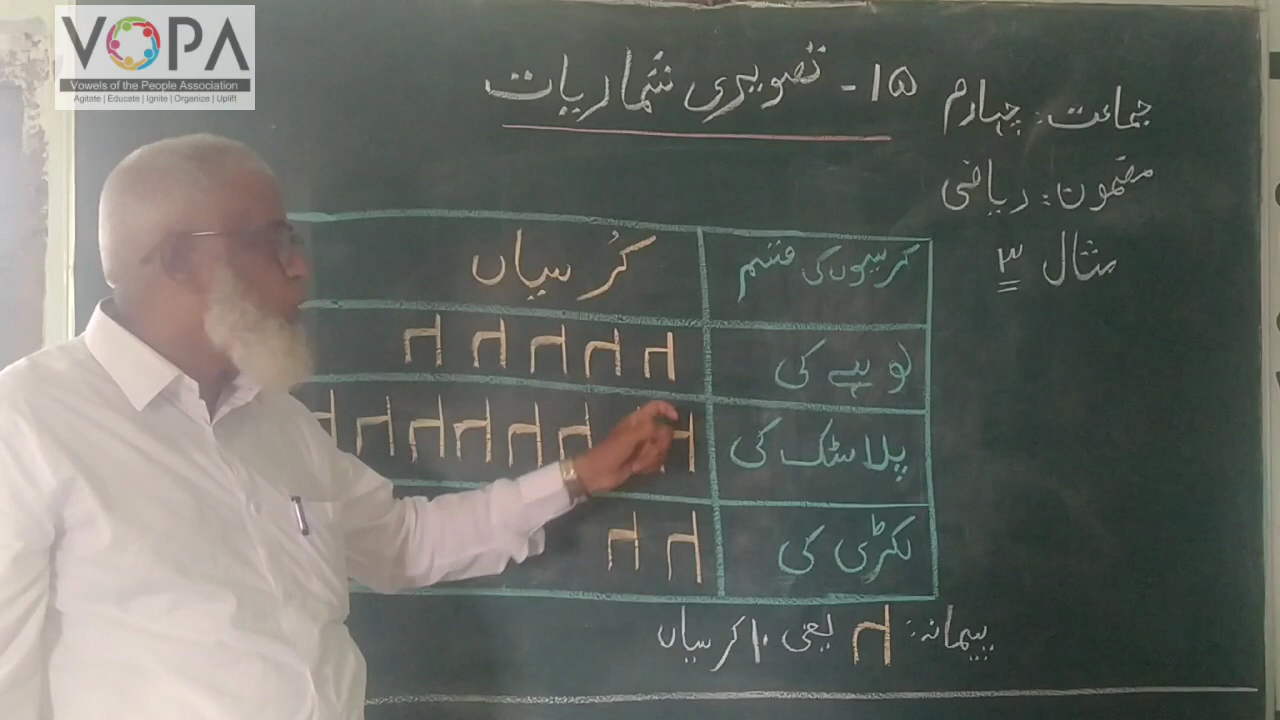 VOPA
Vowels of the People Association
Agitate | Educate | Ignite | Organize | Uplift
۱۵ - تصویری شماریات
جماعت: چہارم
مضمون: ریاضی
مثال ۳
کرسیوں کی قسم
کُرسیاں
لوہے کی
پلاسٹک کی
لکڑی کی
پیمانہ: یعنی ۱۰ کرسیاں